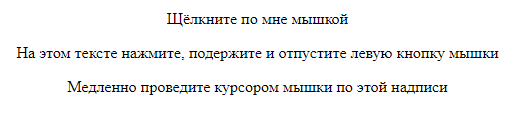 Щёлкните по мне мышкой
На этом тексте нажмите, подержите и отпустите левую кнопку мышки
Медленно проведите курсором мышки по этой надписи